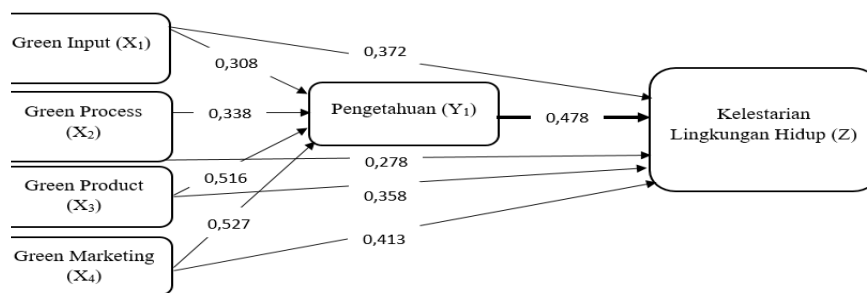 Green Input (X₁)
0,308
0,372
Green Process
(X₂)
0,338
Pengetahuan (Y₁)
0,478
Kelestarian
Lingkungan Hidup (Z)
0,278
Green Product
(X₃)
0,516
0,358
0,527
Green Marketing
(X₄)
0,413